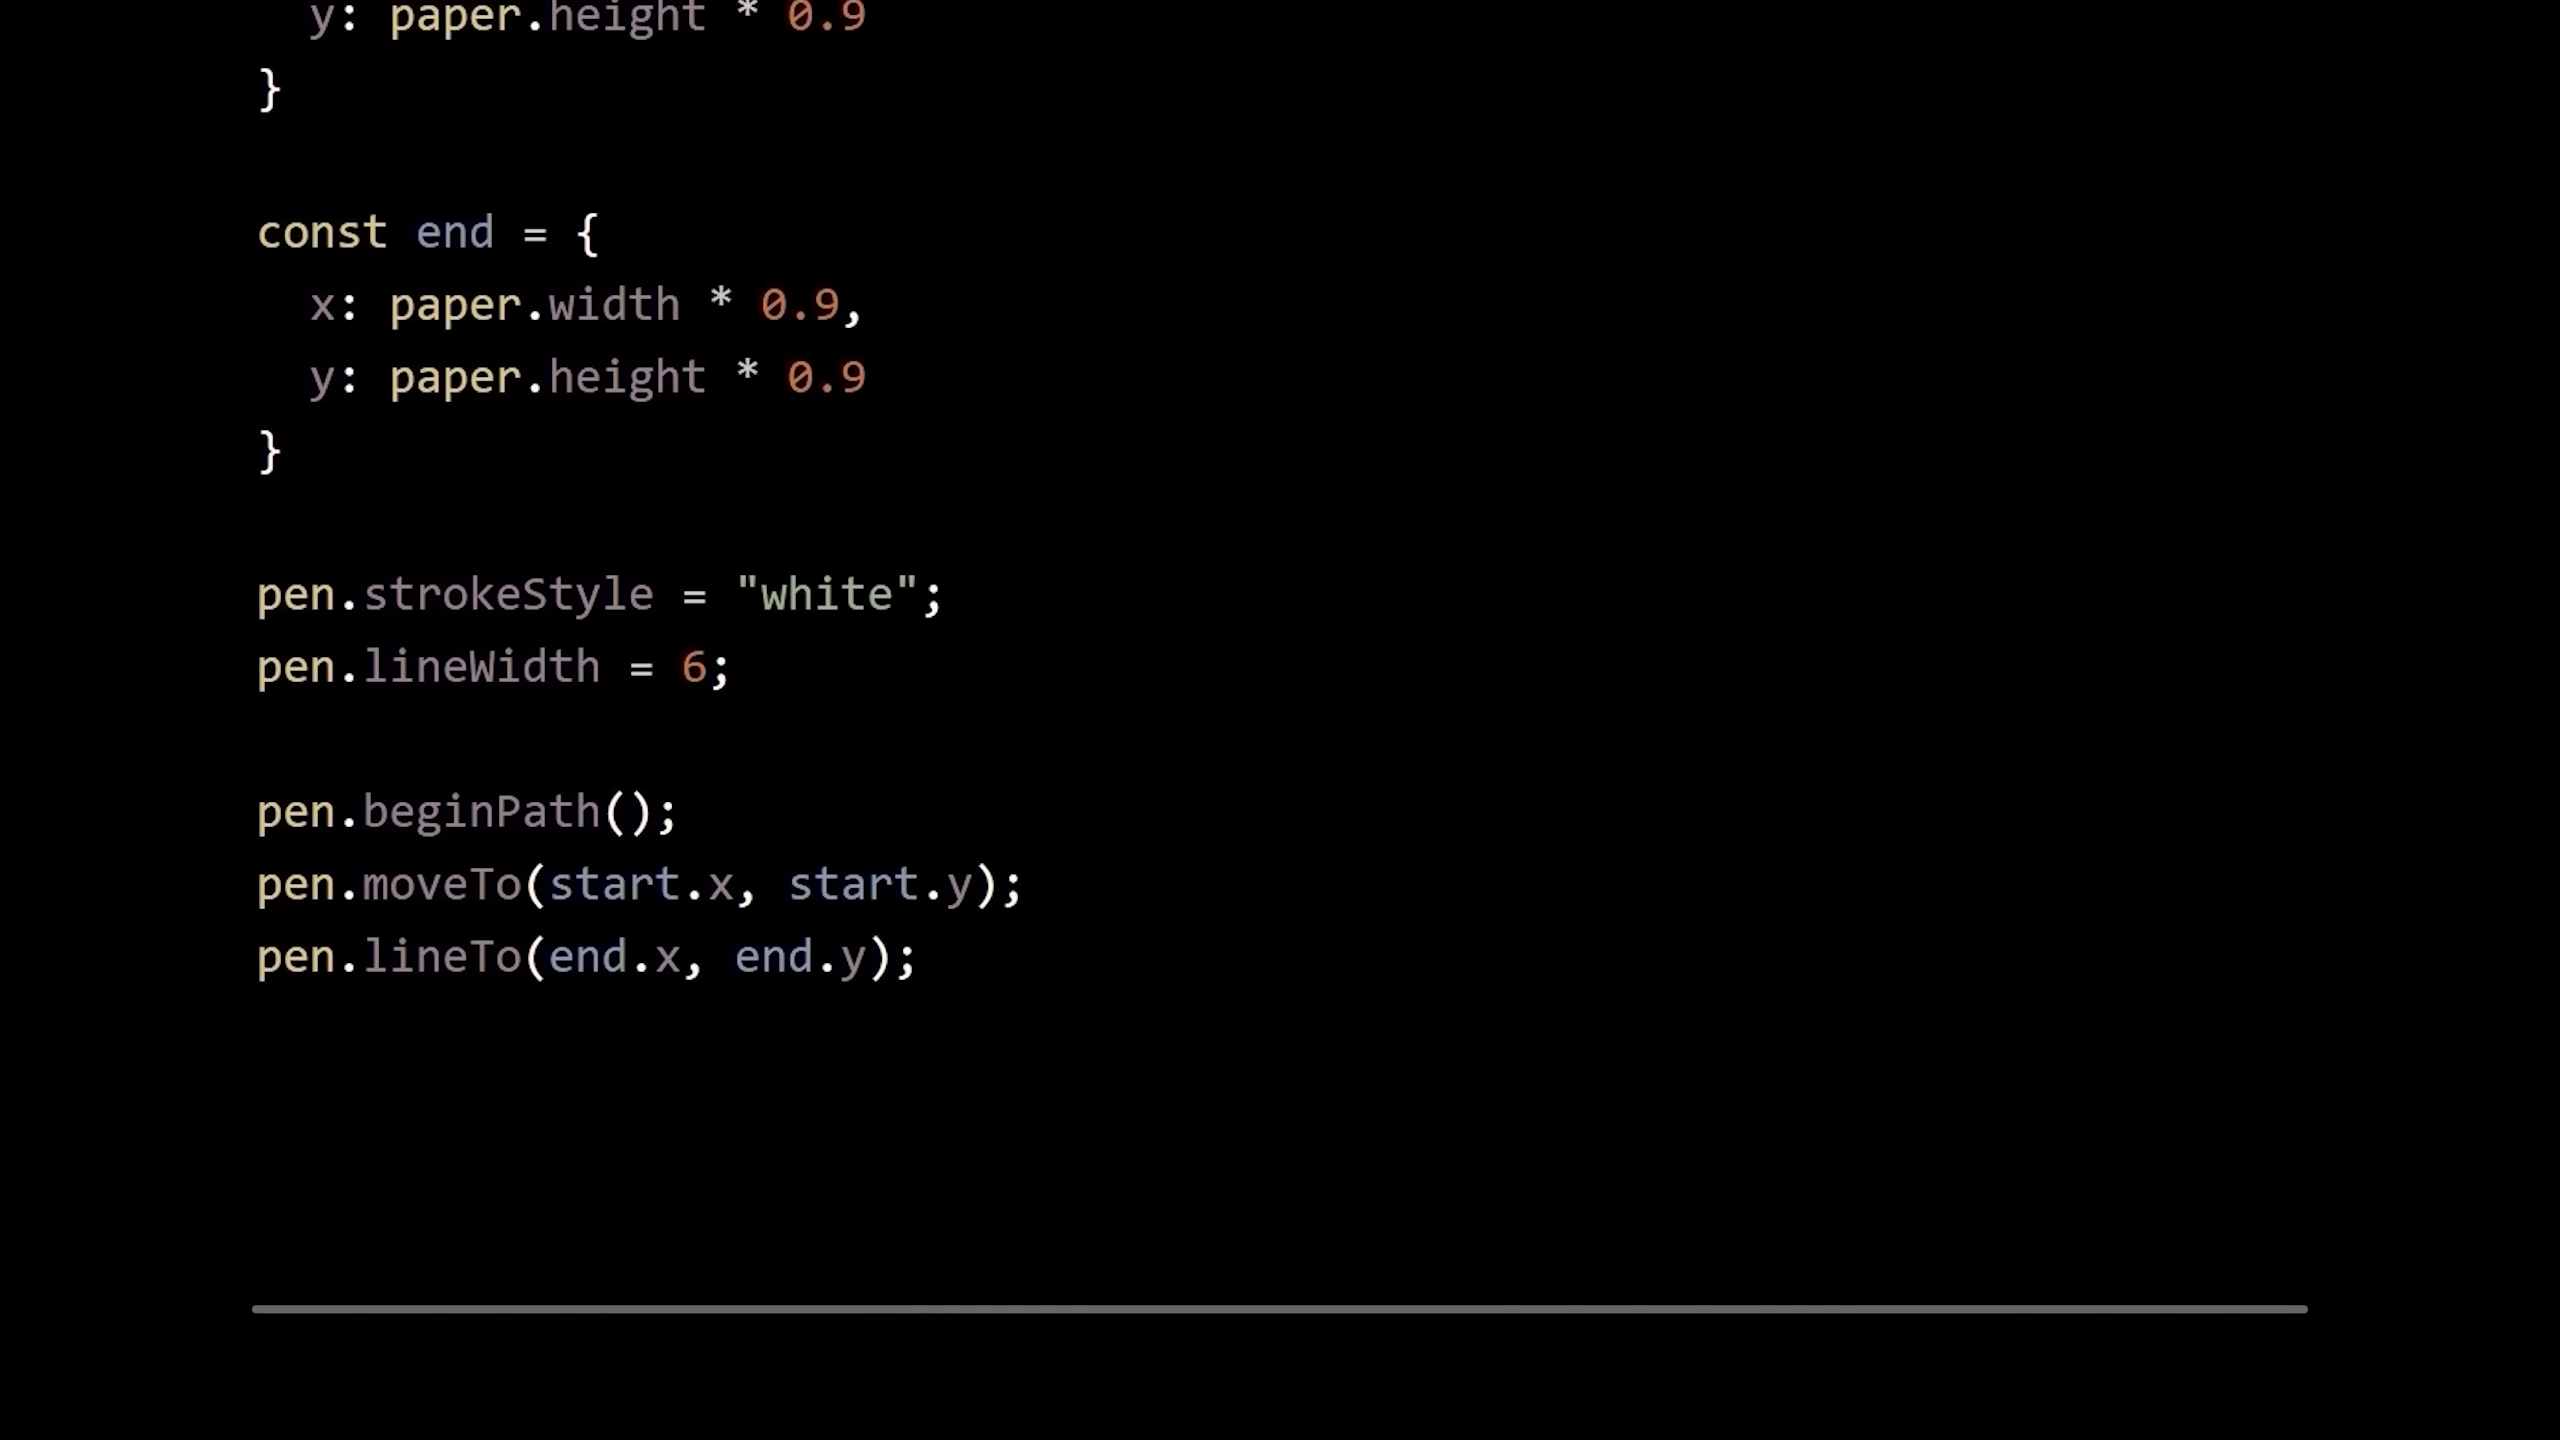 y: paper.height * 0.9
}
const end = {
x: paper.width * 0.9,
y: paper.height * 0.9
}
pen.strokeStyle = "white";
pen.lineWidth = 6;
pen.beginPath();
pen.moveTo(start.x, start.y);
pen.lineTo(end.x, end.y);